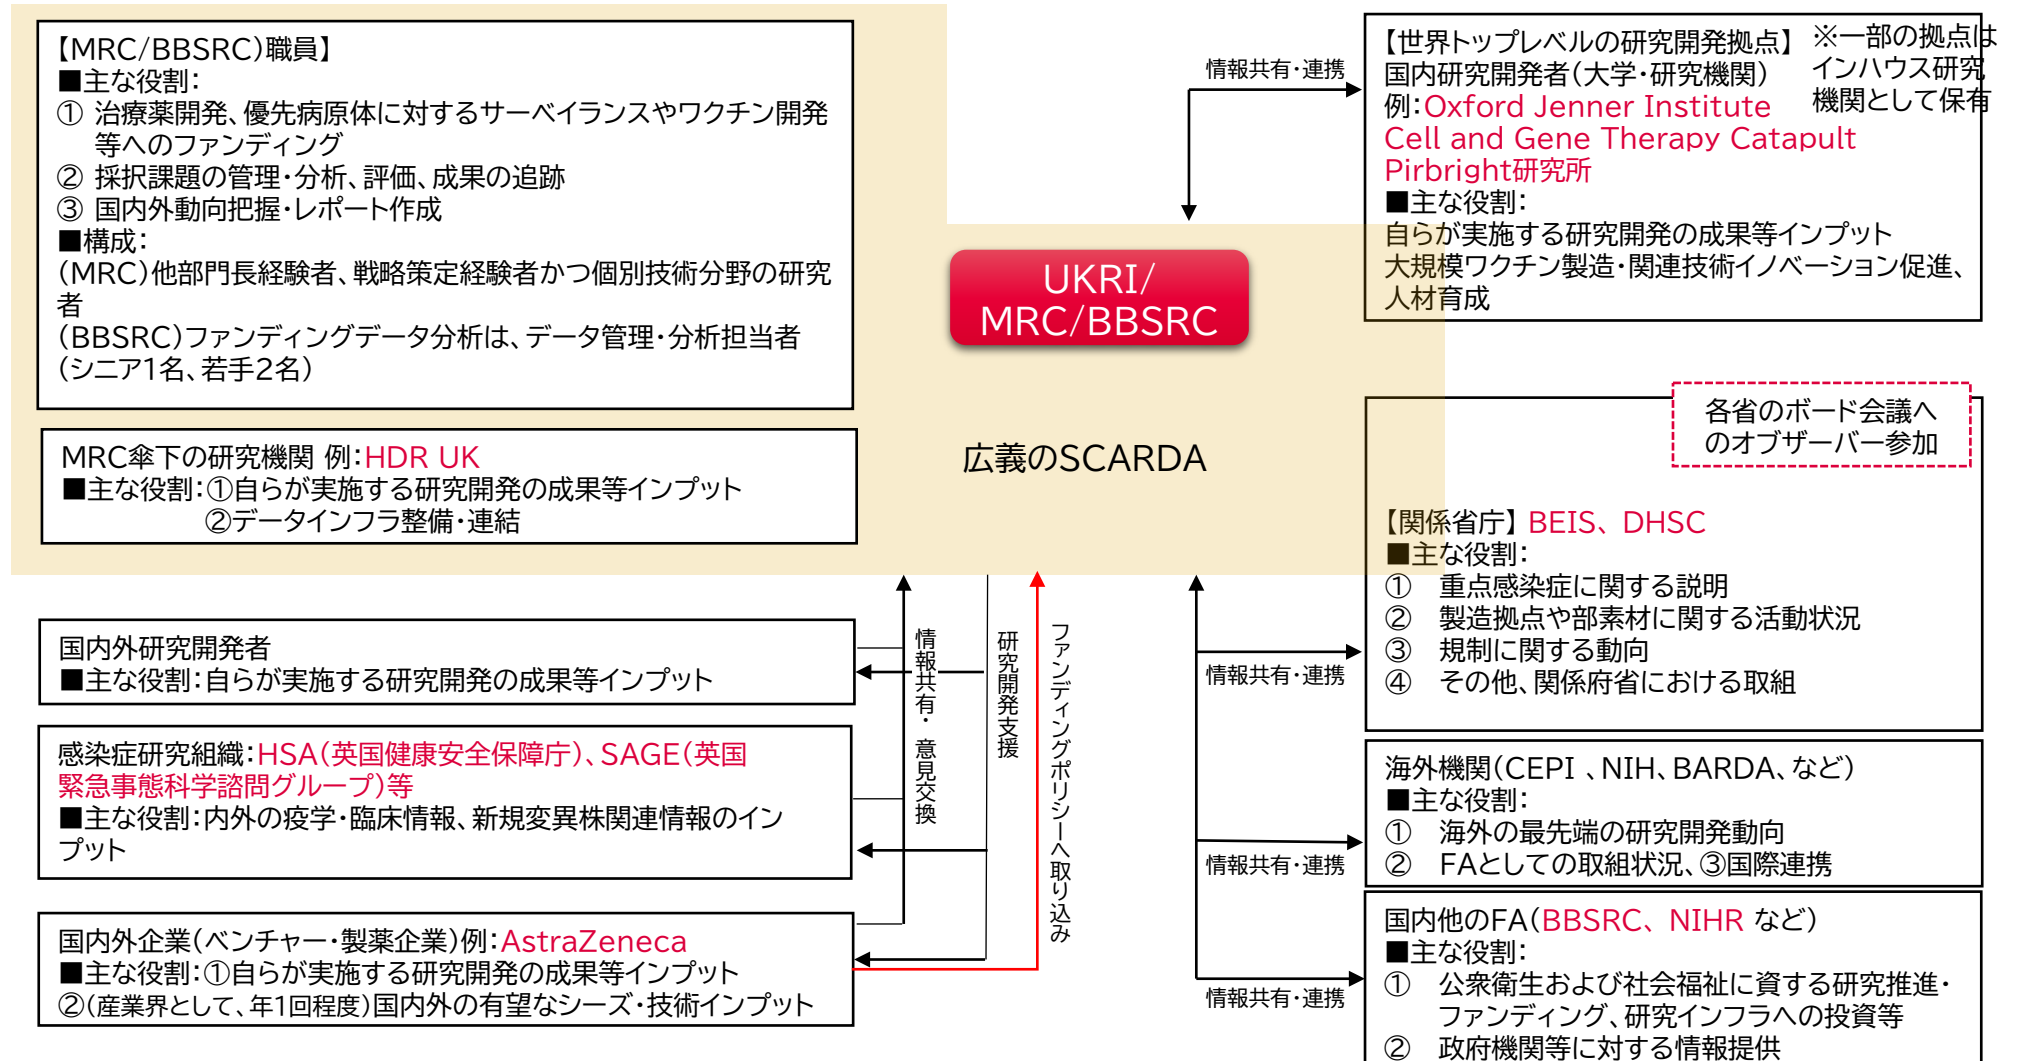 【MRC/BBSRC)職員】
■主な役割：
① 治療薬開発、優先病原体に対するサーベイランスやワクチン開発
等へのファンディング
② 採択課題の管理・分析、評価、成果の追跡
③ 国内外動向把握・レポート作成
■構成：
（MRC）他部門長経験者、戦略策定経験者かつ個別技術分野の研究
者
（BBSRC）ファンディングデータ分析は、データ管理・分析担当者
（シニア1名、若手2名）
MRC傘下の研究機関 例：HDR UK
■主な役割：①自らが実施する研究開発の成果等インプット
②データインフラ整備・連結
国内外研究開発者
■主な役割：自らが実施する研究開発の成果等インプット
感染症研究組織：HSA（英国健康安全保障庁）、SAGE（英国
緊急事態科学諮問グループ）等
■主な役割：内外の疫学・臨床情報、新規変異株関連情報のイン
プット
国内外企業（ベンチャー・製薬企業）例：AstraZeneca
■主な役割：①自らが実施する研究開発の成果等インプット
②（産業界として、年1回程度）国内外の有望なシーズ・技術インプット
情報共有・意見交換
研究開発支援
ファンディングポリシーへ取り込み
UKRI/
MRC/BBSRC
広義のSCARDA
情報共有・連携
【世界トップレベルの研究開発拠点】
国内研究開発者（大学・研究機関）
例：Oxford Jenner Institute
Cell and Gene Therapy Catapult
Pirbright研究所
■主な役割：
自らが実施する研究開発の成果等インプット
大規模ワクチン製造・関連技術イノベーション促進、
人材育成
※一部の拠点は
インハウス研究
機関として保有
各省のボード会議へ
のオブザーバー参加
情報共有・連携
【関係省庁】 BEIS、 DHSC
■主な役割：
① 重点感染症に関する説明
② 製造拠点や部素材に関する活動状況
③ 規制に関する動向
④ その他、関係府省における取組
情報共有・連携
海外機関（CEPI 、NIH、BARDA、など）
■主な役割：
① 海外の最先端の研究開発動向
② FAとしての取組状況、③国際連携
情報共有・連携
国内他のFA（BBSRC、 NIHR など）
■主な役割：
① 公衆衛生および社会福祉に資する研究推進・
ファンディング、研究インフラへの投資等
② 政府機関等に対する情報提供